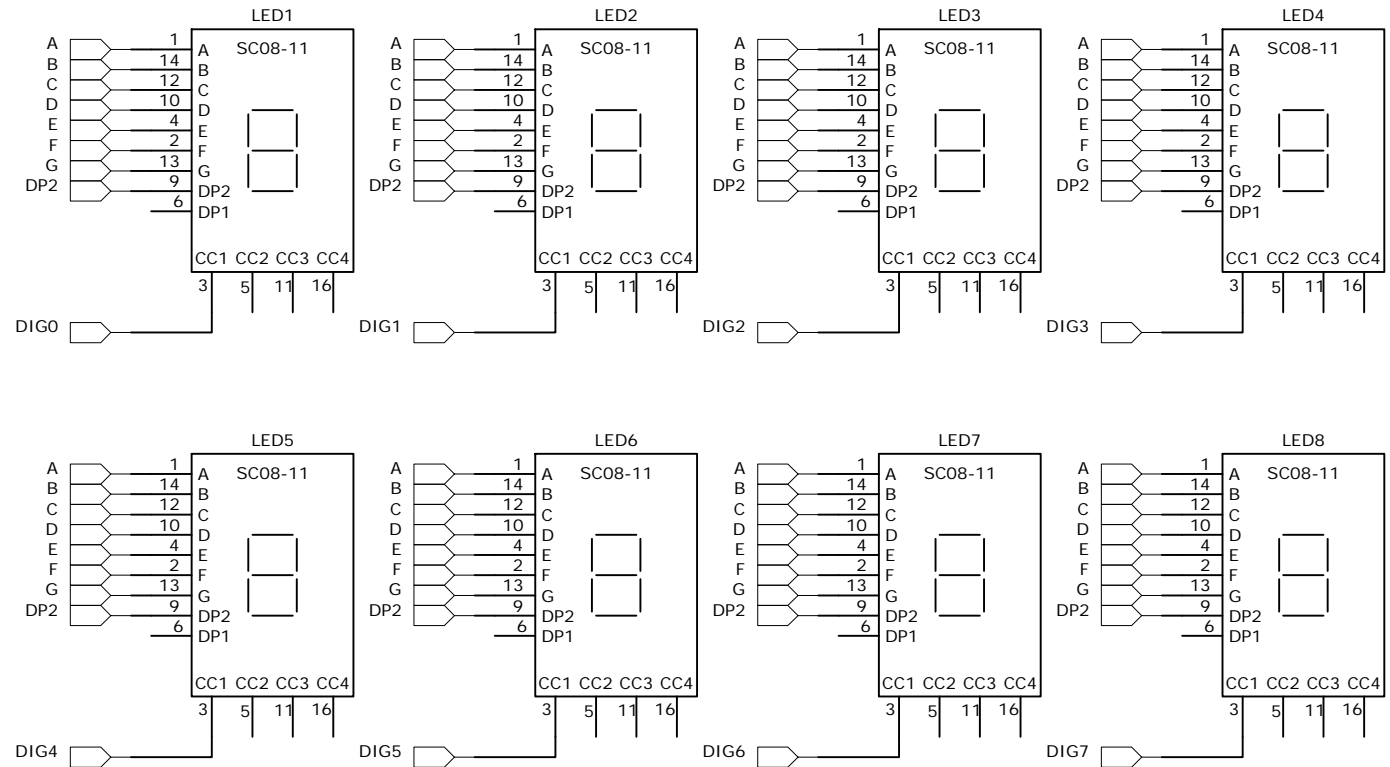 LED1 LED2 LED3 LED4
A 1 A SC08-11 A 1 A SC08-11 A 1 A SC08-11 A 1 A SC08-11
B 14 B B 14 B B 14 B B 14 B
C 12 C C 12 C C 12 C C 12 C
D 10 D D 10 D D 10 D D 10 D
E 4 E E 4 E E 4 E E 4 E
F 2 F F 2 F F 2 F F 2 F
G 13 G G 13 G G 13 G G 13 G
DP2 9 DP2 DP2 9 DP2 DP2 9 DP2 DP2 9 DP2
6 DP1 6 DP1 6 DP1 6 DP1
CC1 CC2 CC3 CC4 CC1 CC2 CC3 CC4 CC1 CC2 CC3 CC4 CC1 CC2 CC3 CC4
3 5 11 16 3 5 11 16 3 5 11 16 3 5 11 16
DIG0 DIG1 DIG2 DIG3
LED5 LED6 LED7 LED8
A 1 A SC08-11 A 1 A SC08-11 A 1 A SC08-11 A 1 A SC08-11
B 14 B B 14 B B 14 B B 14 B
C 12 C C 12 C C 12 C C 12 C
D 10 D D 10 D D 10 D D 10 D
E 4 E E 4 E E 4 E E 4 E
F 2 F F 2 F F 2 F F 2 F
G 13 G G 13 G G 13 G G 13 G
DP2 9 DP2 DP2 9 DP2 DP2 9 DP2 DP2 9 DP2
6 DP1 6 DP1 6 DP1 6 DP1
CC1 CC2 CC3 CC4 CC1 CC2 CC3 CC4 CC1 CC2 CC3 CC4 CC1 CC2 CC3 CC4
3 5 11 16 3 5 11 16 3 5 11 16 3 5 11 16
DIG4 DIG5 DIG6 DIG7